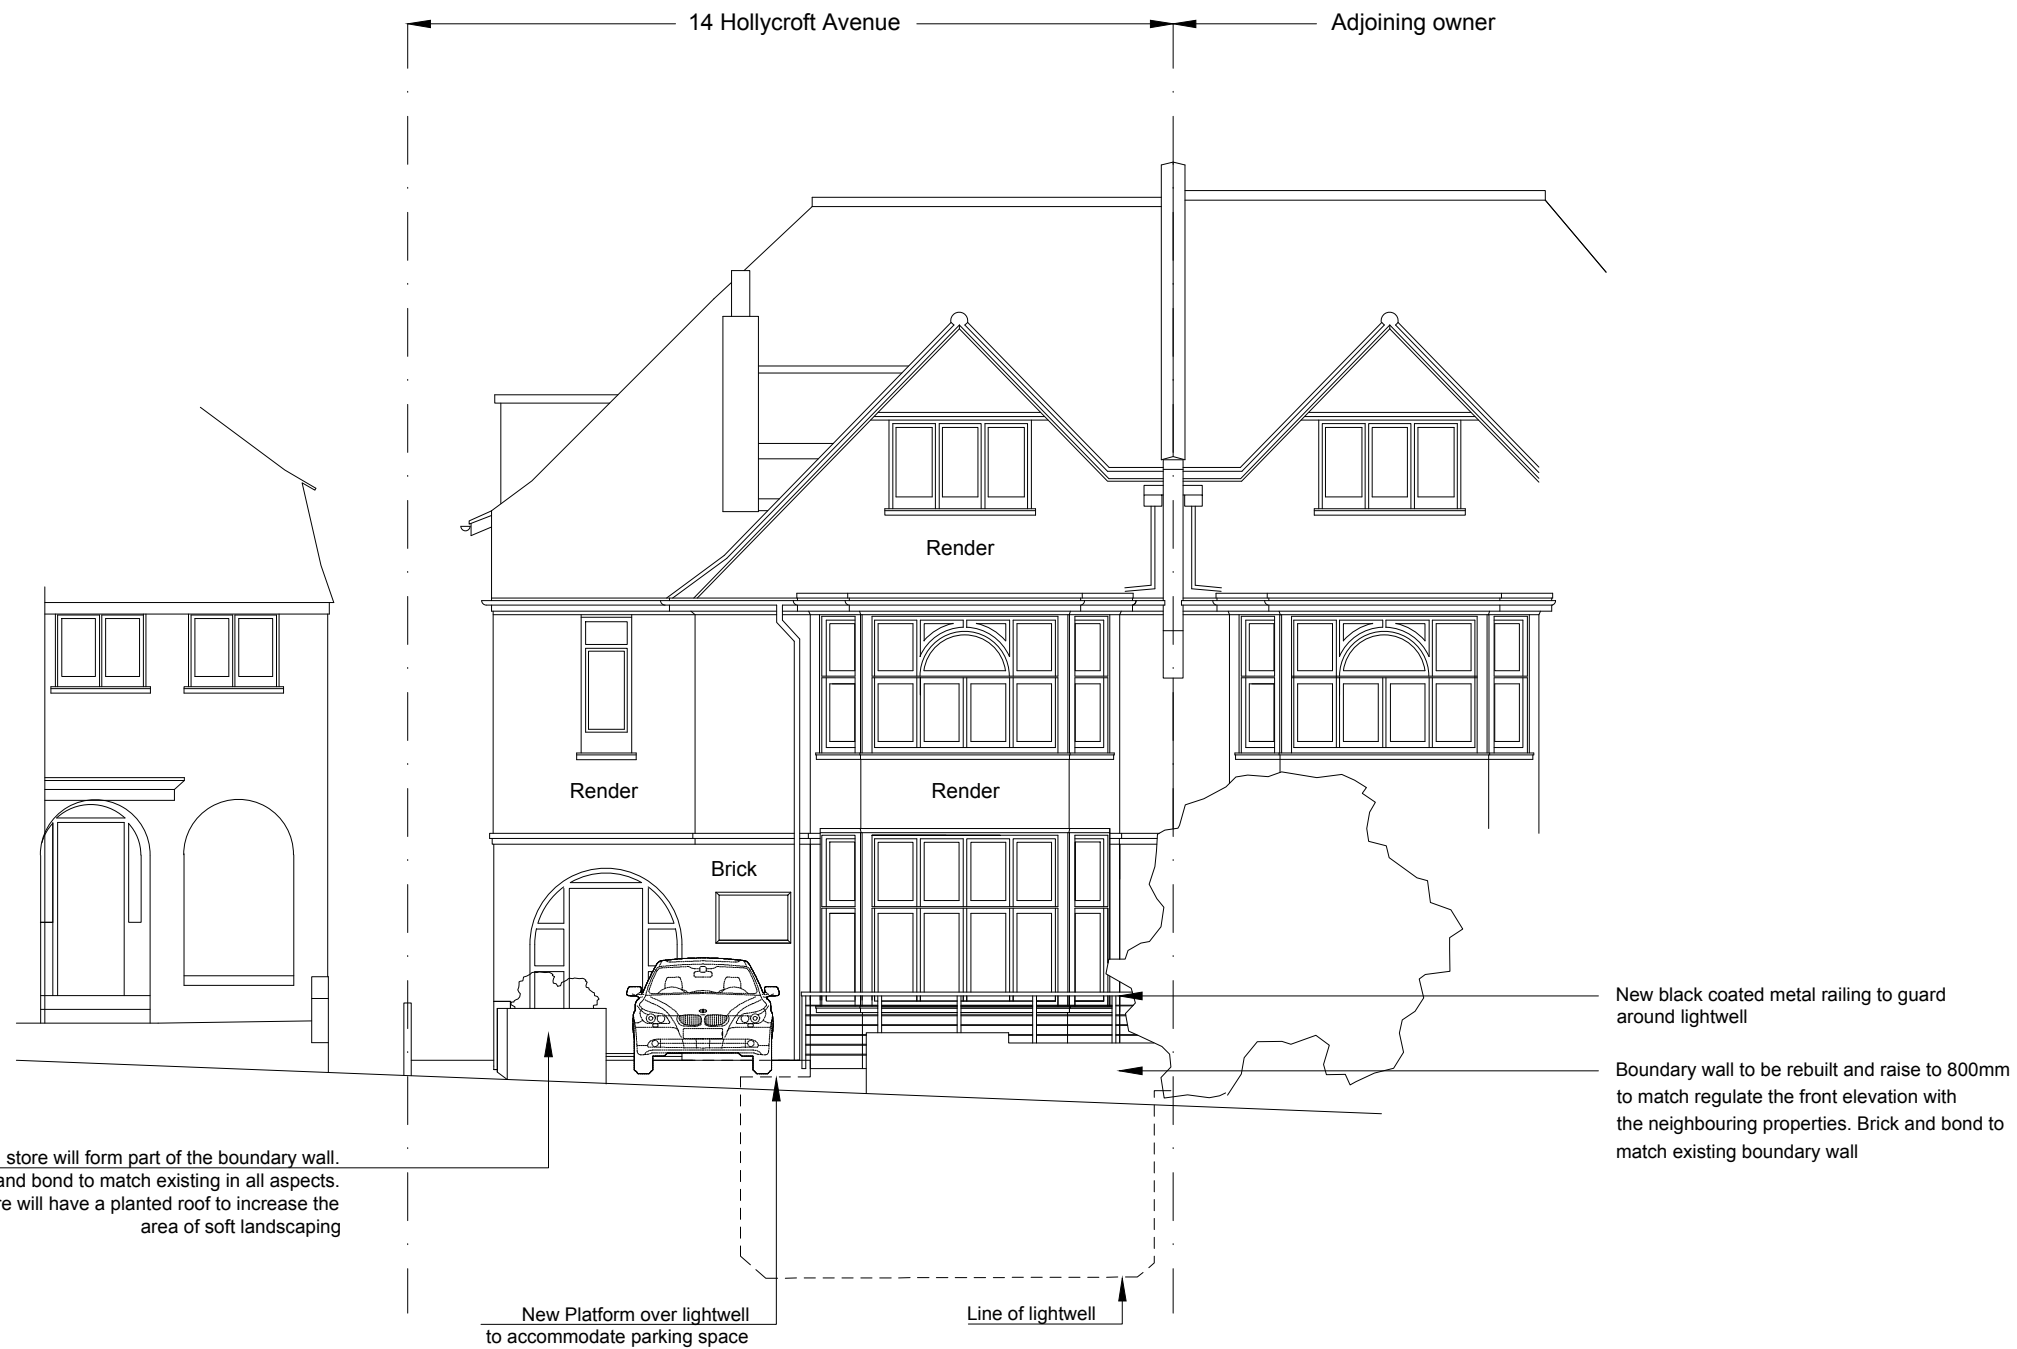 14 Hollycroft Avenue
Adjoining owner
Render
Render
Render
Brick
New black coated metal railing to guard
around lightwell
Boundary wall to be rebuilt and raise to 800mm
to match regulate the front elevation with
the neighbouring properties. Brick and bond to
match existing boundary wall
store will form part of the boundary wall.
and bond to match existing in all aspects.
will have a planted roof to increase the
area of soft landscaping
New Platform over lightwell
to accommodate parking space
Line of lightwell